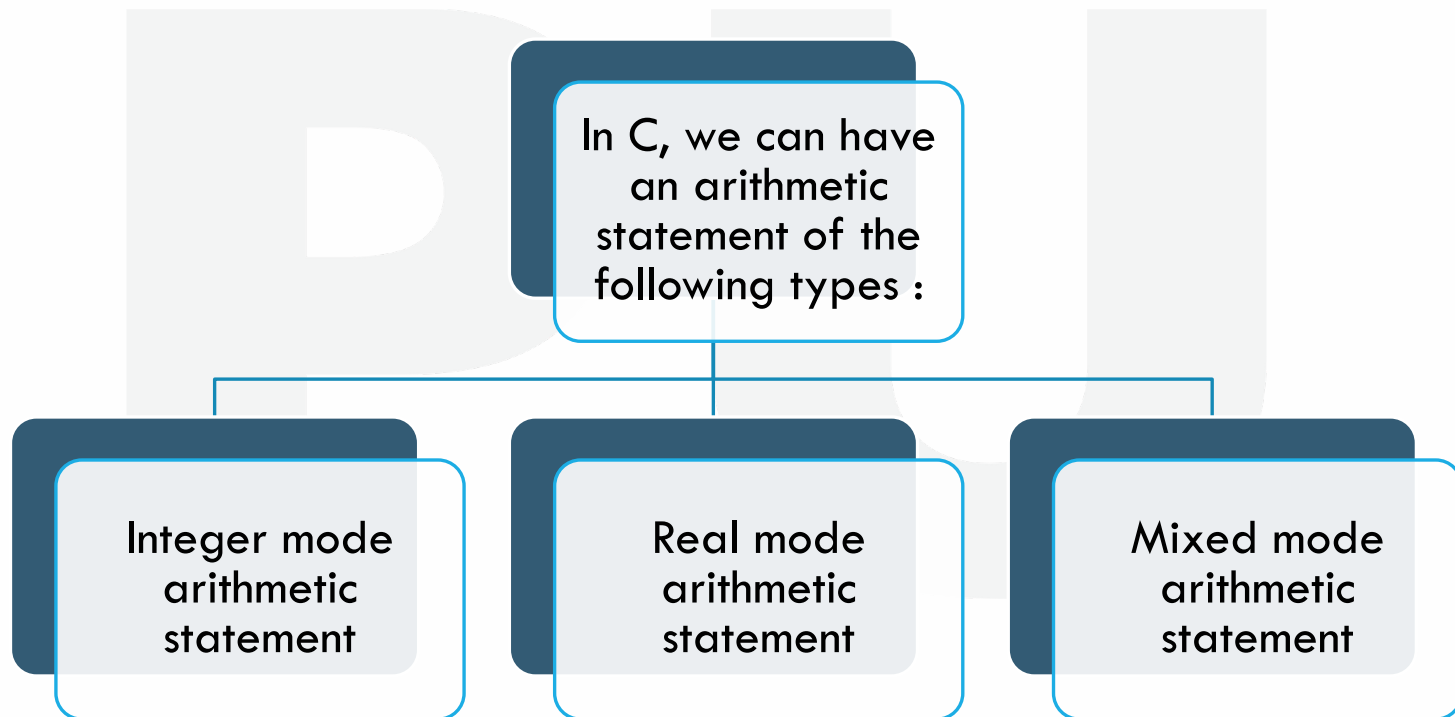 In C, we can have
an arithmetic
statement of the
following types :
Integer mode
arithmetic
statement
Real mode
arithmetic
statement
Mixed mode
arithmetic
statement
PU